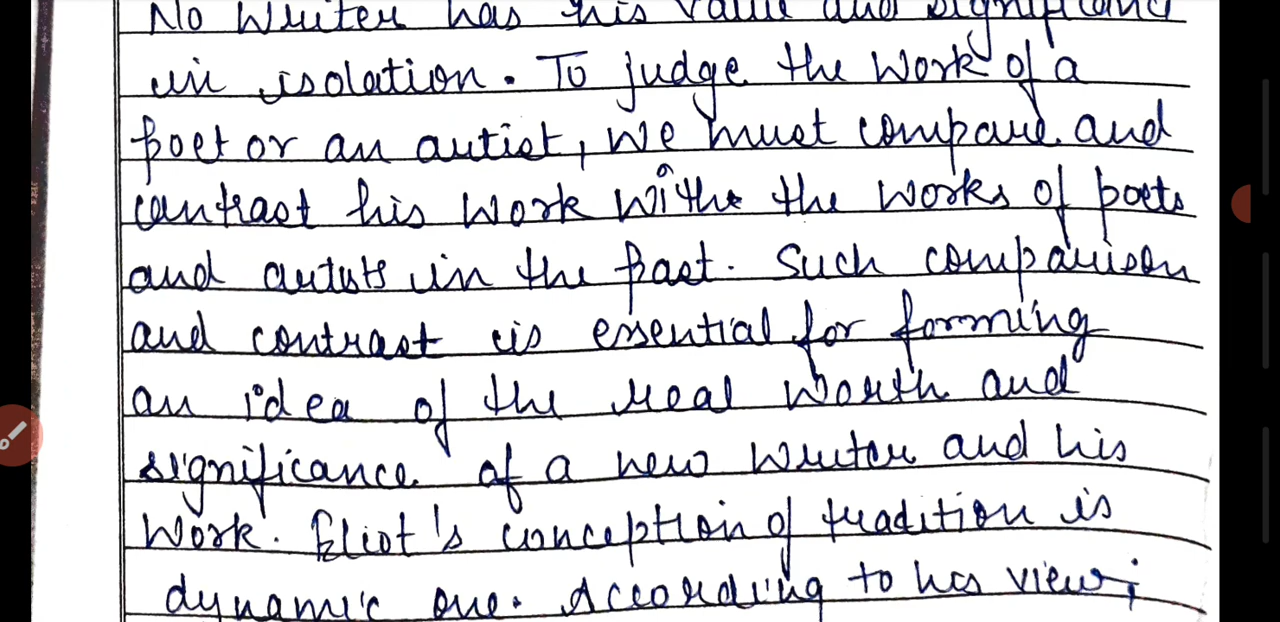 No Writer has his value and significance
in isolation. To judge the Work of a
poet or an artist, we must compare and
contrast his work withe the works of poets
and artists in the past. Such comparison
and contrast is essential for forming
an idea of the real worth and
significance of a new writer and his
work. Eliot's conception of tradition is
dynamic one. According to his view;